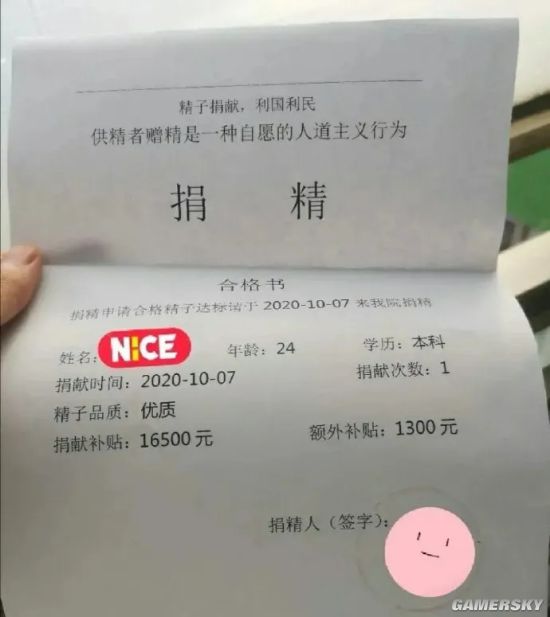 精子捐献，利国利民
供精者赠精是一种自愿的人道主义行为
捐 精
合格书
捐精申请合格精子达标请于 2020-10-07 来我院捐精
姓名: NICE 年龄: 24 学历: 本科
捐献时间: 2020-10-07 捐献次数: 1
精子品质: 优质
捐献补贴: 16500 元 额外补贴: 1300 元
捐精人（签字）:
GAMERSKY